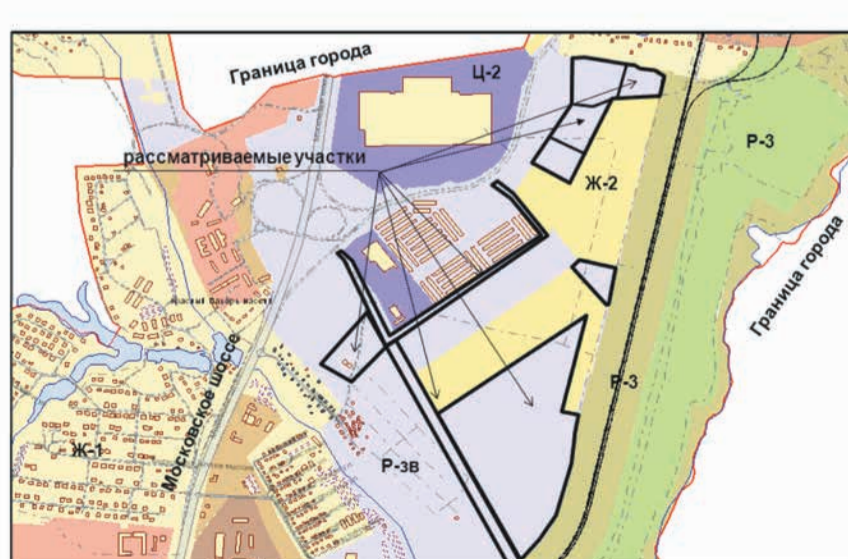 Граница города
Ц-2
Р-3
рассматриваемые участки
Ж-2
Граница города
Московское шоссе
Р-3
Ж-1
Р-3В